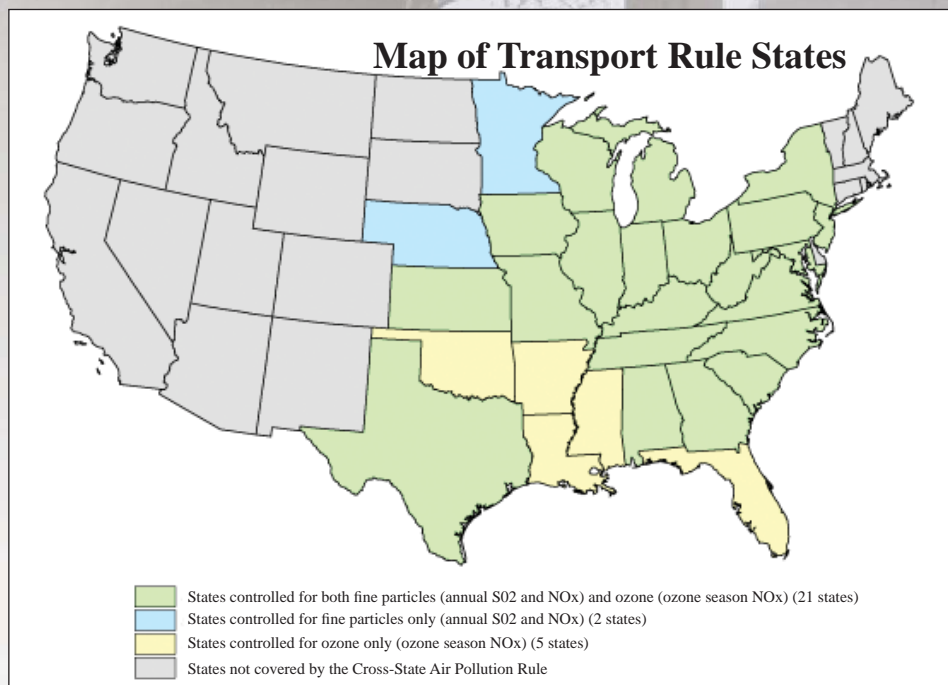 Map of Transport Rule States
States controlled for both fine particles (annual S02 and NOx) and ozone (ozone season NOx) (21 states)
States controlled for fine particles only (annual S02 and NOx) (2 states)
States controlled for ozone only (ozone season NOx) (5 states)
States not covered by the Cross-State Air Pollution Rule